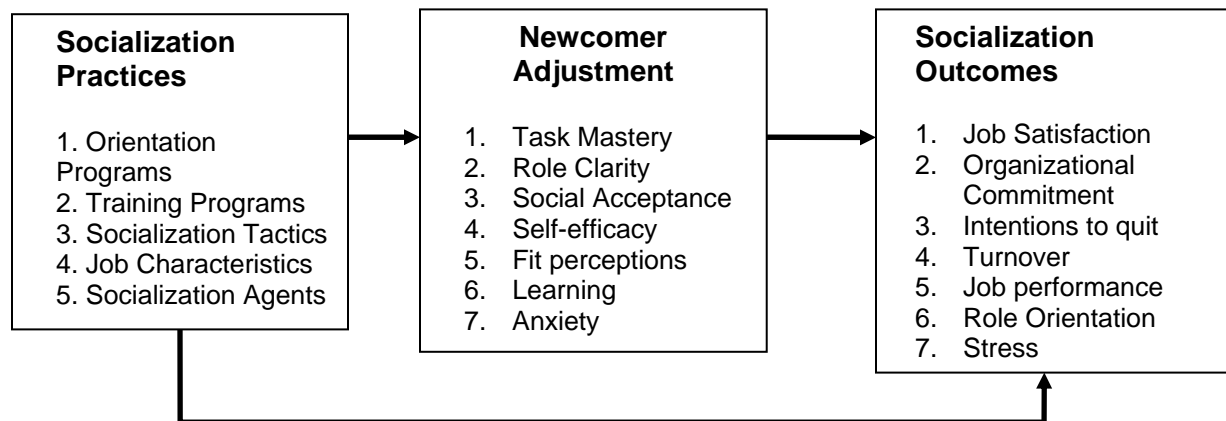 Socialization
Practices
1. Orientation
Programs
2. Training Programs
3. Socialization Tactics
4. Job Characteristics
5. Socialization Agents
Newcomer
Adjustment
1. Task Mastery
2. Role Clarity
3. Social Acceptance
4. Self-efficacy
5. Fit perceptions
6. Learning
7. Anxiety
Socialization
Outcomes
1. Job Satisfaction
2. Organizational
Commitment
3. Intentions to quit
4. Turnover
5. Job performance
6. Role Orientation
7. Stress